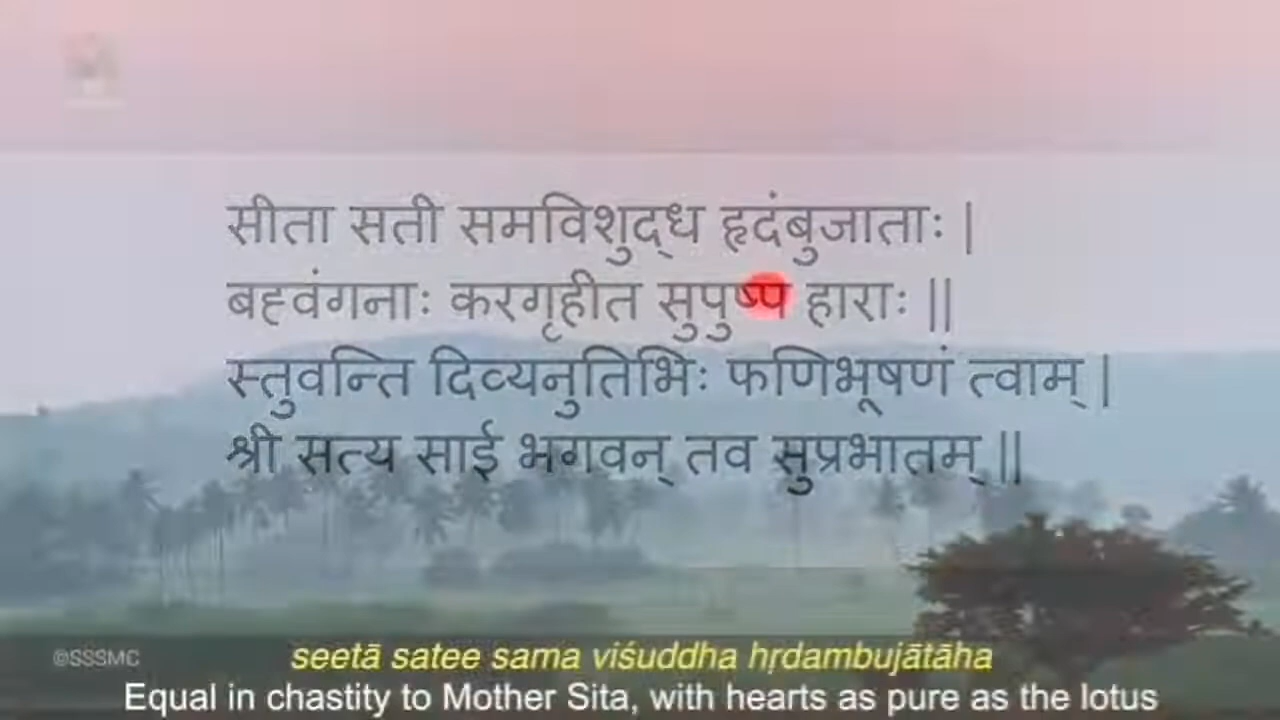 सीता सती समविशुद्ध हृदंबुजाताः |
बह्वंगनाः करगृहीत सुपुष्प हाराः ||
स्तुवन्ति दिव्यनुतिभिः फणिभूषणं त्वाम् |
श्री सत्य साई भगवन् तव सुप्रभातम् ||
©SSSMC
seetā satee sama viśuddha hṛdambujātāha
Equal in chastity to Mother Sita, with hearts as pure as the lotus